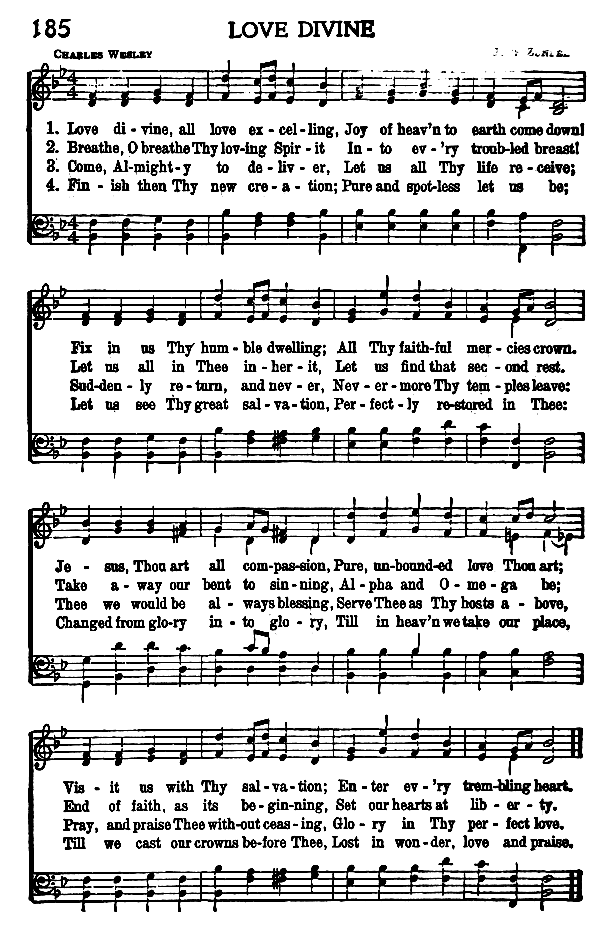 185 LOVE DIVINE
CHARLES WESLEY
1. Love di - vine, all love ex - cel - ling, Joy of heav'n to earth come down!
2. Breathe, O breathe Thy lov - ing Spir - it In - to ev - 'ry troub - led breast!
3. Come, Al - might - y to de - liv - er, Let us all Thy life re - ceive;
4. Fin - ish then Thy new cre - a - tion; Pure and spot - less let us be;
Fix in us Thy hum - ble dwelling; All Thy faith - ful mer - cies crown.
Let us all in Thee in - her - it, Let us find that sec - ond rest.
Sud - den - ly re - turn, and nev - er, Nev - er - more Thy tem - ples leave:
Let us see Thy great sal - va - tion, Per - fect - ly re - stored in Thee:
Je - sus, Thou art all com - pas - sion, Pure, un - bound - ed love Thou art;
Take a - way our bent to sin - ning, Al - pha and O - me - ga be;
Thee we would be al - ways blessing, Serve Thee as Thy hosts a - bove,
Changed from glo - ry in - to glo - ry, Till in heav'n we take our place,
Vis - it us with Thy sal - va - tion; En - ter ev - 'ry trem - bling heart.
End of faith, as its be - gin - ning, Set our hearts at lib - er - ty.
Pray, and praise Thee with - out ceas - ing, Glo - ry in Thy per - fect love.
Till we cast our crowns be - fore Thee, Lost in won - der, love and praise.